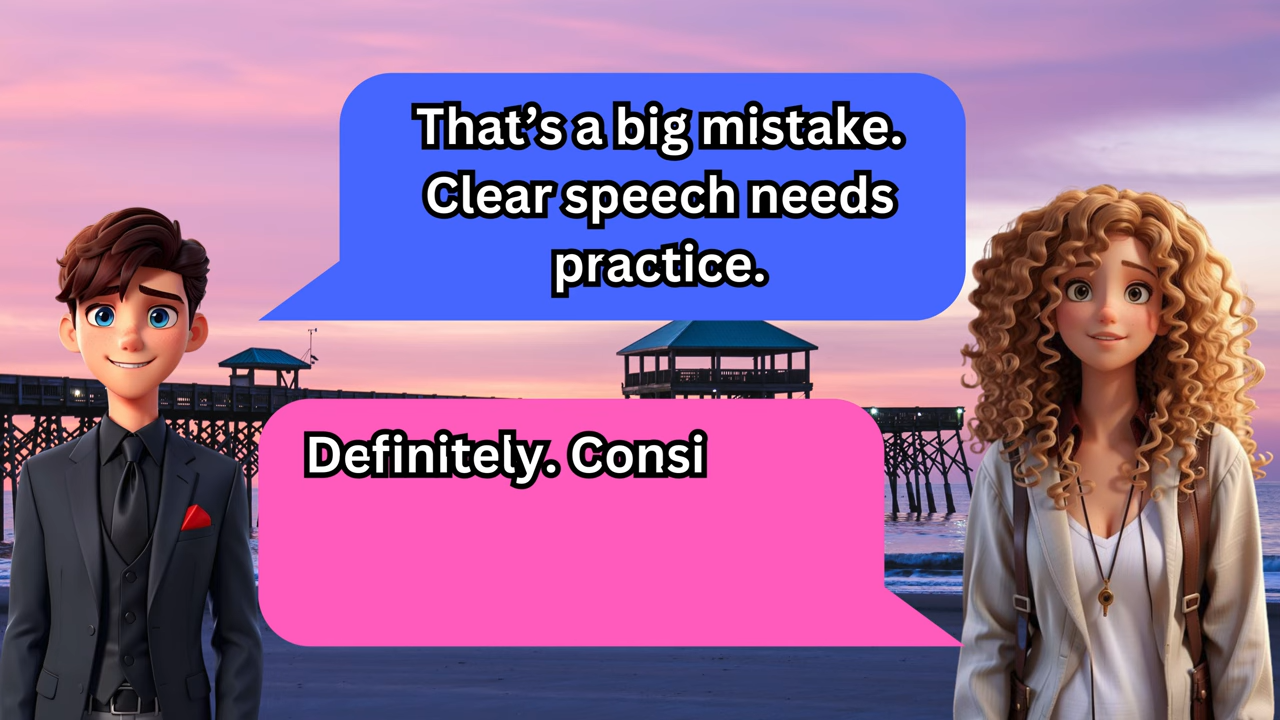 That’s a big mistake.
Clear speech needs
practice.
Definitely. Consi